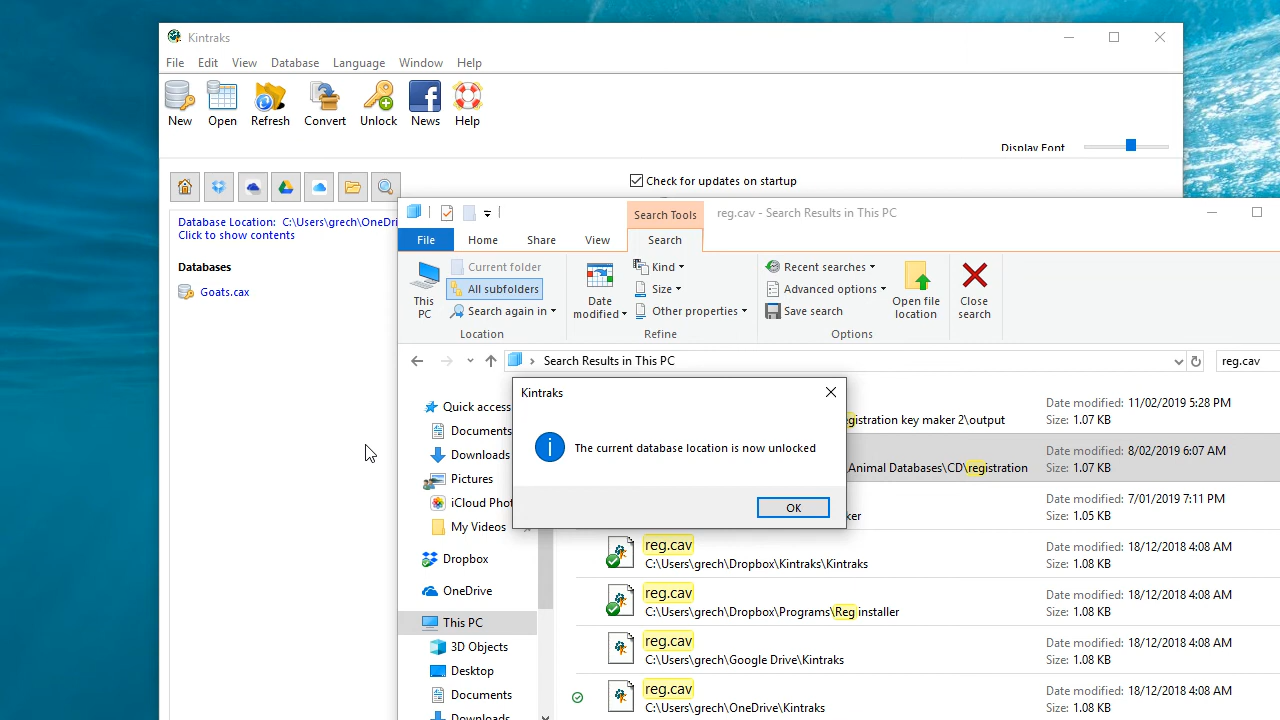 Kintraks
File Edit View Database Language Window Help
New Open Refresh Convert Unlock News Help
Display Font
Check for updates on startup
Database Location: C:\Users\grech\OneDri
Click to show contents
Databases
Goats.cax
Search Tools reg.cav - Search Results in This PC
File Home Share View Search
This PC
Current folder
All subfolders
Search again in
Location
Date modified
Kind
Size
Other properties
Refine
Recent searches
Advanced options
Save search
Open file location
Close search
Options
Search Results in This PC
reg.cav
Quick access
Documents
Downloads
Pictures
iCloud Phot
My Videos
Dropbox
OneDrive
This PC
3D Objects
Desktop
Documents
Downloads
Kintraks
The current database location is now unlocked
OK
egistration key maker 2\output
Date modified: 11/02/2019 5:28 PM
Size: 1.07 KB
Animal Databases\CD\registration
Date modified: 8/02/2019 6:07 AM
Size: 1.07 KB
ker
Date modified: 7/01/2019 7:11 PM
Size: 1.05 KB
reg.cav
C:\Users\grech\Dropbox\Kintraks\Kintraks
Date modified: 18/12/2018 4:08 AM
Size: 1.08 KB
reg.cav
C:\Users\grech\Dropbox\Programs\Reg installer
Date modified: 18/12/2018 4:08 AM
Size: 1.08 KB
reg.cav
C:\Users\grech\Google Drive\Kintraks
Date modified: 18/12/2018 4:08 AM
Size: 1.08 KB
reg.cav
C:\Users\grech\OneDrive\Kintraks
Date modified: 18/12/2018 4:08 AM
Size: 1.08 KB